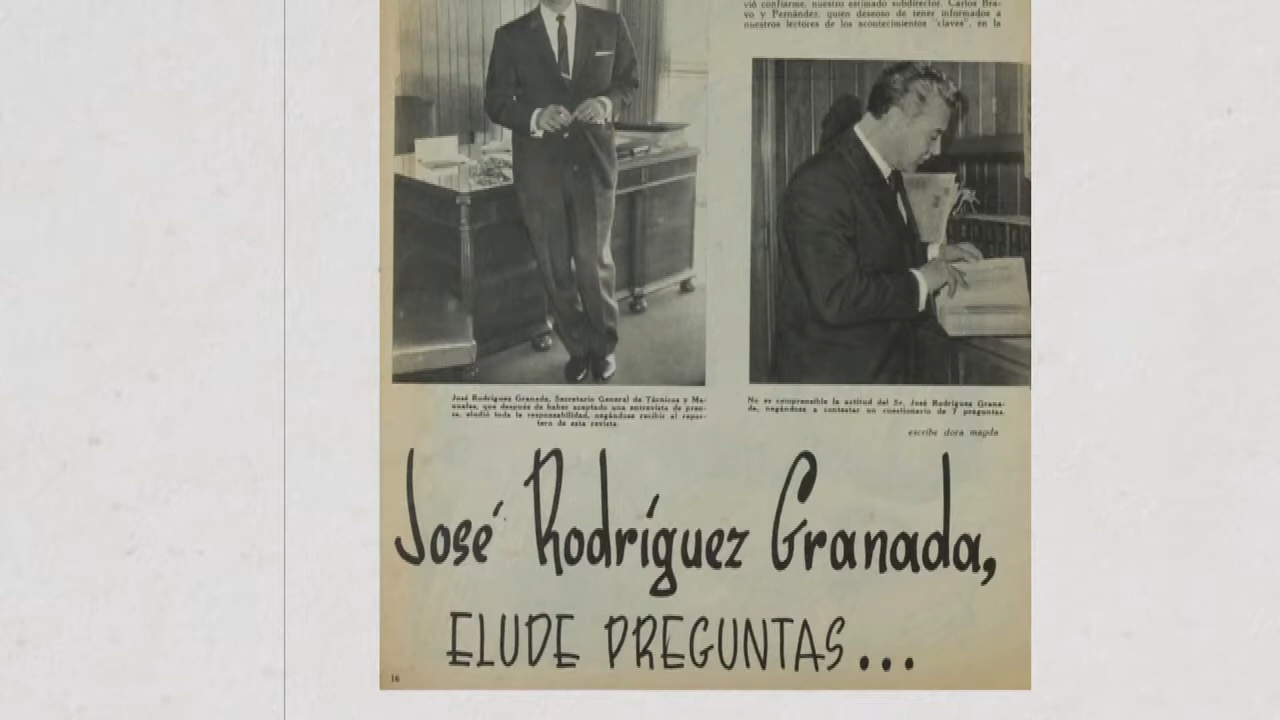 vió confiarme, nuestro estimado subdirector, Carlos Bra-
vo y Fernández, quien deseoso de tener informados a
nuestros lectores de los acontecimientos "claves", en la
José Rodríguez Granada, Secretario General de Técnicos y Ma-
nuales, que después de haber aceptado una entrevista de pren-
sa, eludió toda la responsabilidad, negándose recibir al repor-
tero de esta revista.
No es comprensible la actitud del Sr. José Rodríguez Grana-
da, negándose a contestar un cuestionario de 7 preguntas.
escribe dora magda
José Rodríguez Granada,
ELUDE PREGUNTAS...
16